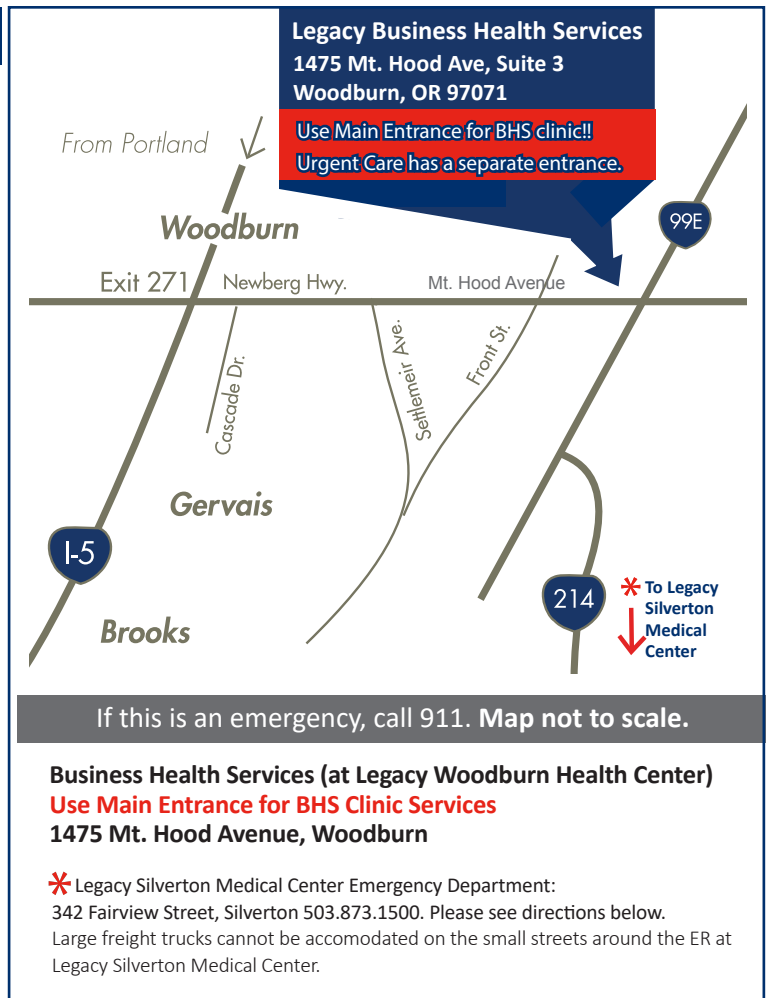 Legacy Business Health Services
1475 Mt. Hood Ave, Suite 3
Woodburn, OR 97071
Use Main Entrance for BHS clinic!!
Urgent Care has a separate entrance.
From Portland
99E
Woodburn
Exit 271
Newberg Hwy.
Mt. Hood Avenue
Cascade Dr.
Settlemeir Ave.
Front St.
Gervais
I-5
214
* To Legacy
Silverton
Medical
Center
Brooks
If this is an emergency, call 911. Map not to scale.
Business Health Services (at Legacy Woodburn Health Center)
Use Main Entrance for BHS Clinic Services
1475 Mt. Hood Avenue, Woodburn
* Legacy Silverton Medical Center Emergency Department:
342 Fairview Street, Silverton 503.873.1500. Please see directions below.
Large freight trucks cannot be accomodated on the small streets around the ER at
Legacy Silverton Medical Center.